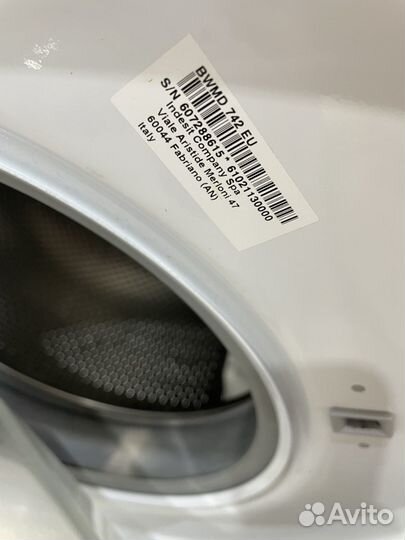 BWMD 742 EU
S/N 607288615 * 61021130000
Indesit Company Spa
Viale Aristide Merloni 47
60044 Fabriano (AN)
Italy
Avito